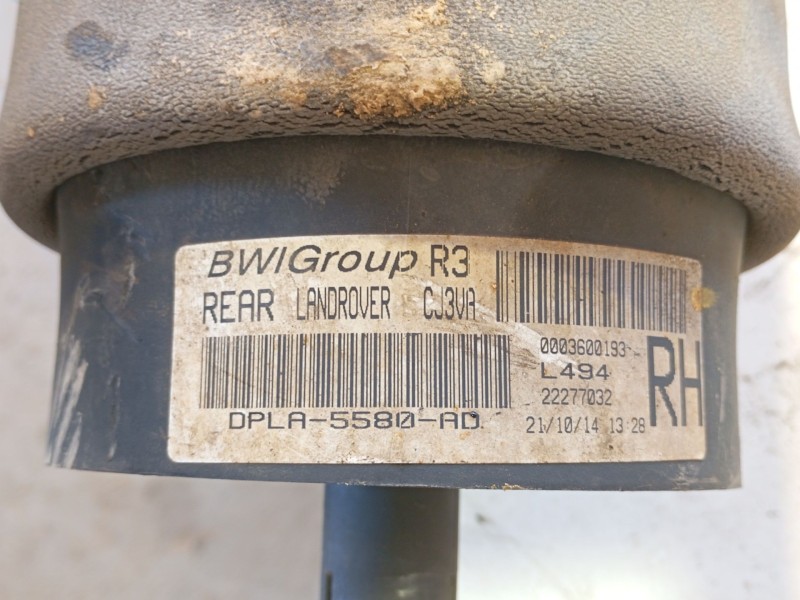 BWIGroup R3
REAR LANDROVER CJ3VA
0003600193
L494
22277032
RH
DPLA-5580-AD
21/10/14 13:28